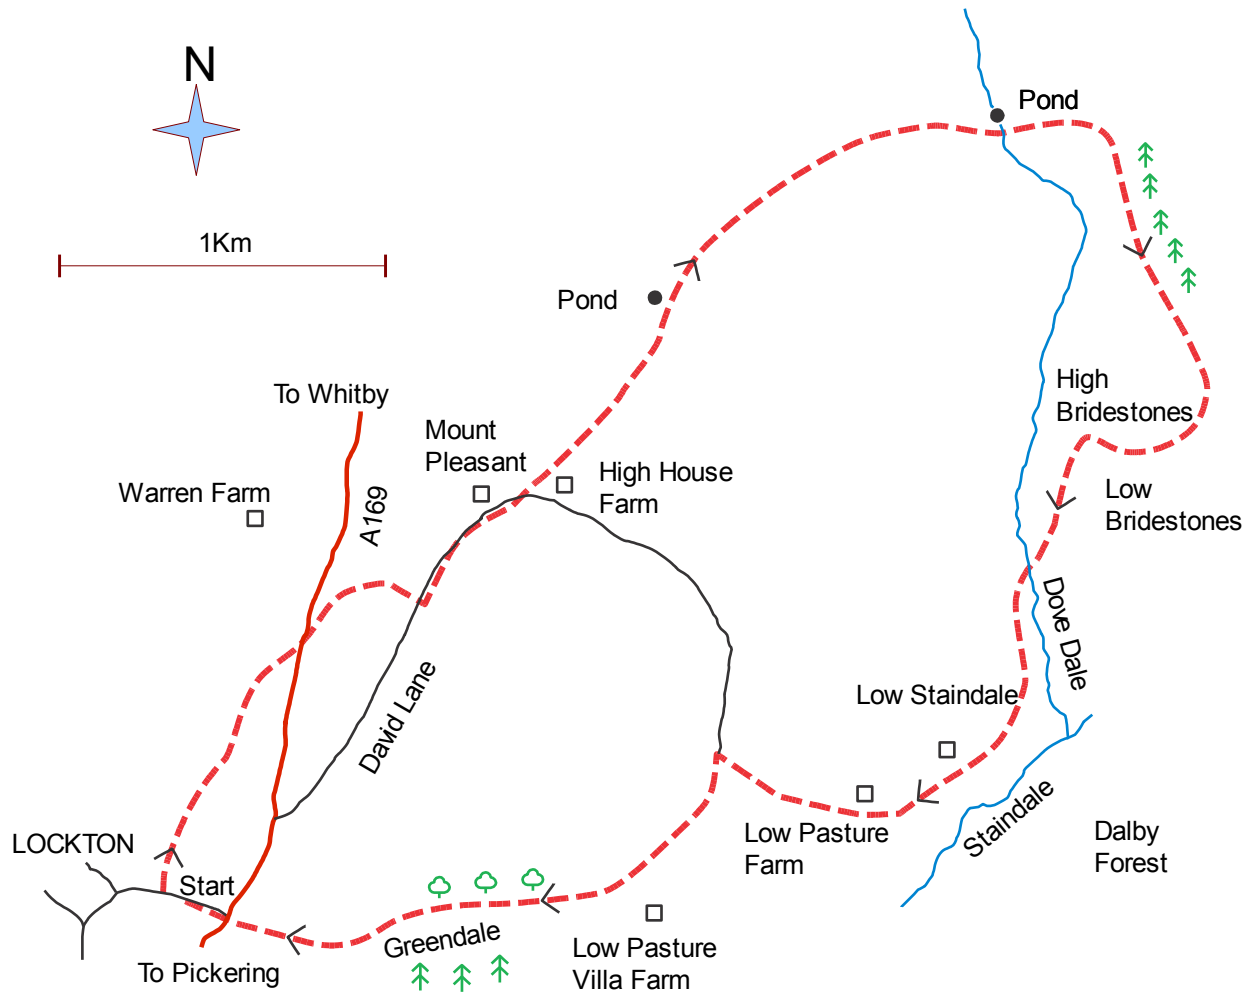 N
Pond
1Km
Pond
To Whitby
High
Bridestones
Mount
Pleasant
High House
Farm
Warren Farm
A169
Low
Bridestones
Dove Dale
David Lane
Low Staindale
LOCKTON
Start
Low Pasture
Farm
Staindale
Dalby
Forest
Greendale
To Pickering
Low Pasture
Villa Farm